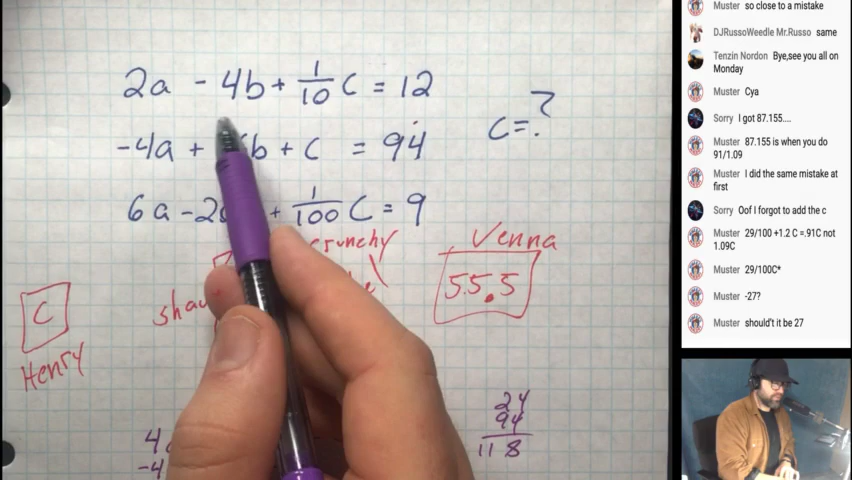 2a - 4b + 1/10 C = 12
-4a + b + C = 94
C = ?
6a - 2 + 1/100 C = 9
crunchy
Venna
55.5
C
Henry
24
94
118
4
-4
Muster so close to a mistake
DJRussoWeedle Mr.Russo same
Tenzin Nordon Bye,see you all on
Monday
Muster Cya
Sorry I got 87.155....
Muster 87.155 is when you do
91/1.09
Muster I did the same mistake at
first
Sorry Oof I forgot to add the c
Muster 29/100 +1.2 C =.91C not
1.09C
Muster 29/100C*
Muster -27?
Muster should't it be 27